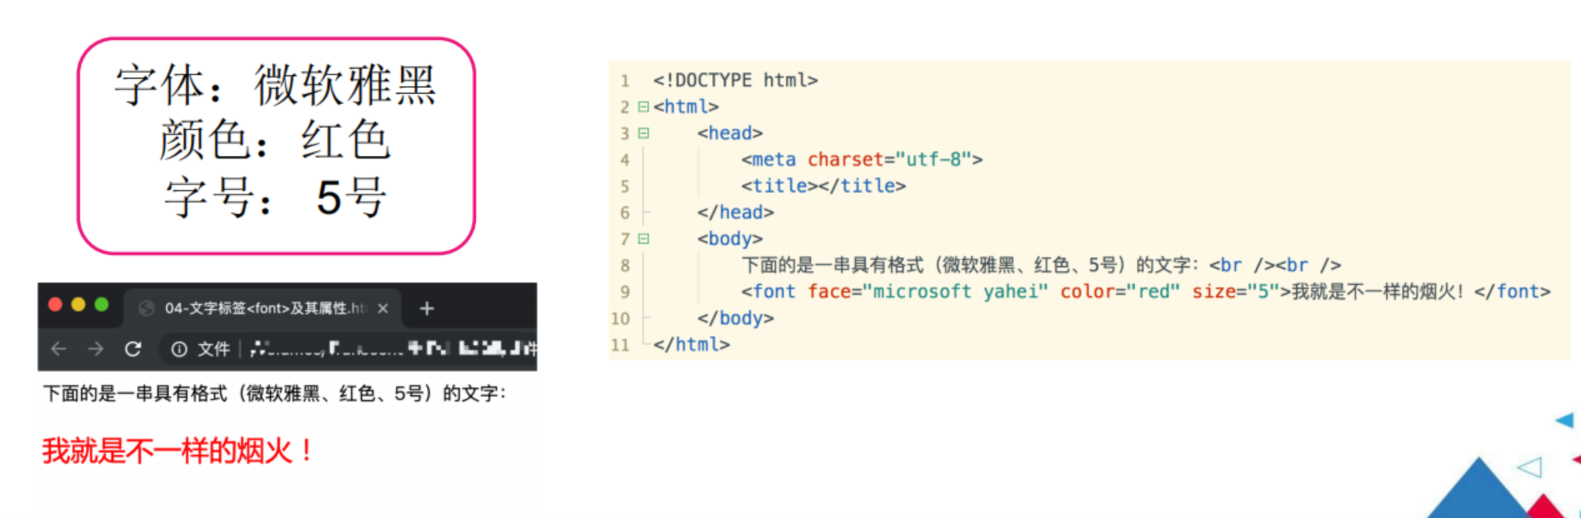 字体：微软雅黑
颜色：红色
字号： 5号
04-文字标签<font>及其属性.ht
文件
下面的是一串具有格式（微软雅黑、红色、5号）的文字：
我就是不一样的烟火！
1 <!DOCTYPE html>
2 <html>
3 <head>
4 <meta charset="utf-8">
5 <title></title>
6 </head>
7 <body>
8 下面的是一串具有格式（微软雅黑、红色、5号）的文字：<br /><br />
9 <font face="microsoft yahei" color="red" size="5">我就是不一样的烟火！</font>
10 </body>
11 </html>